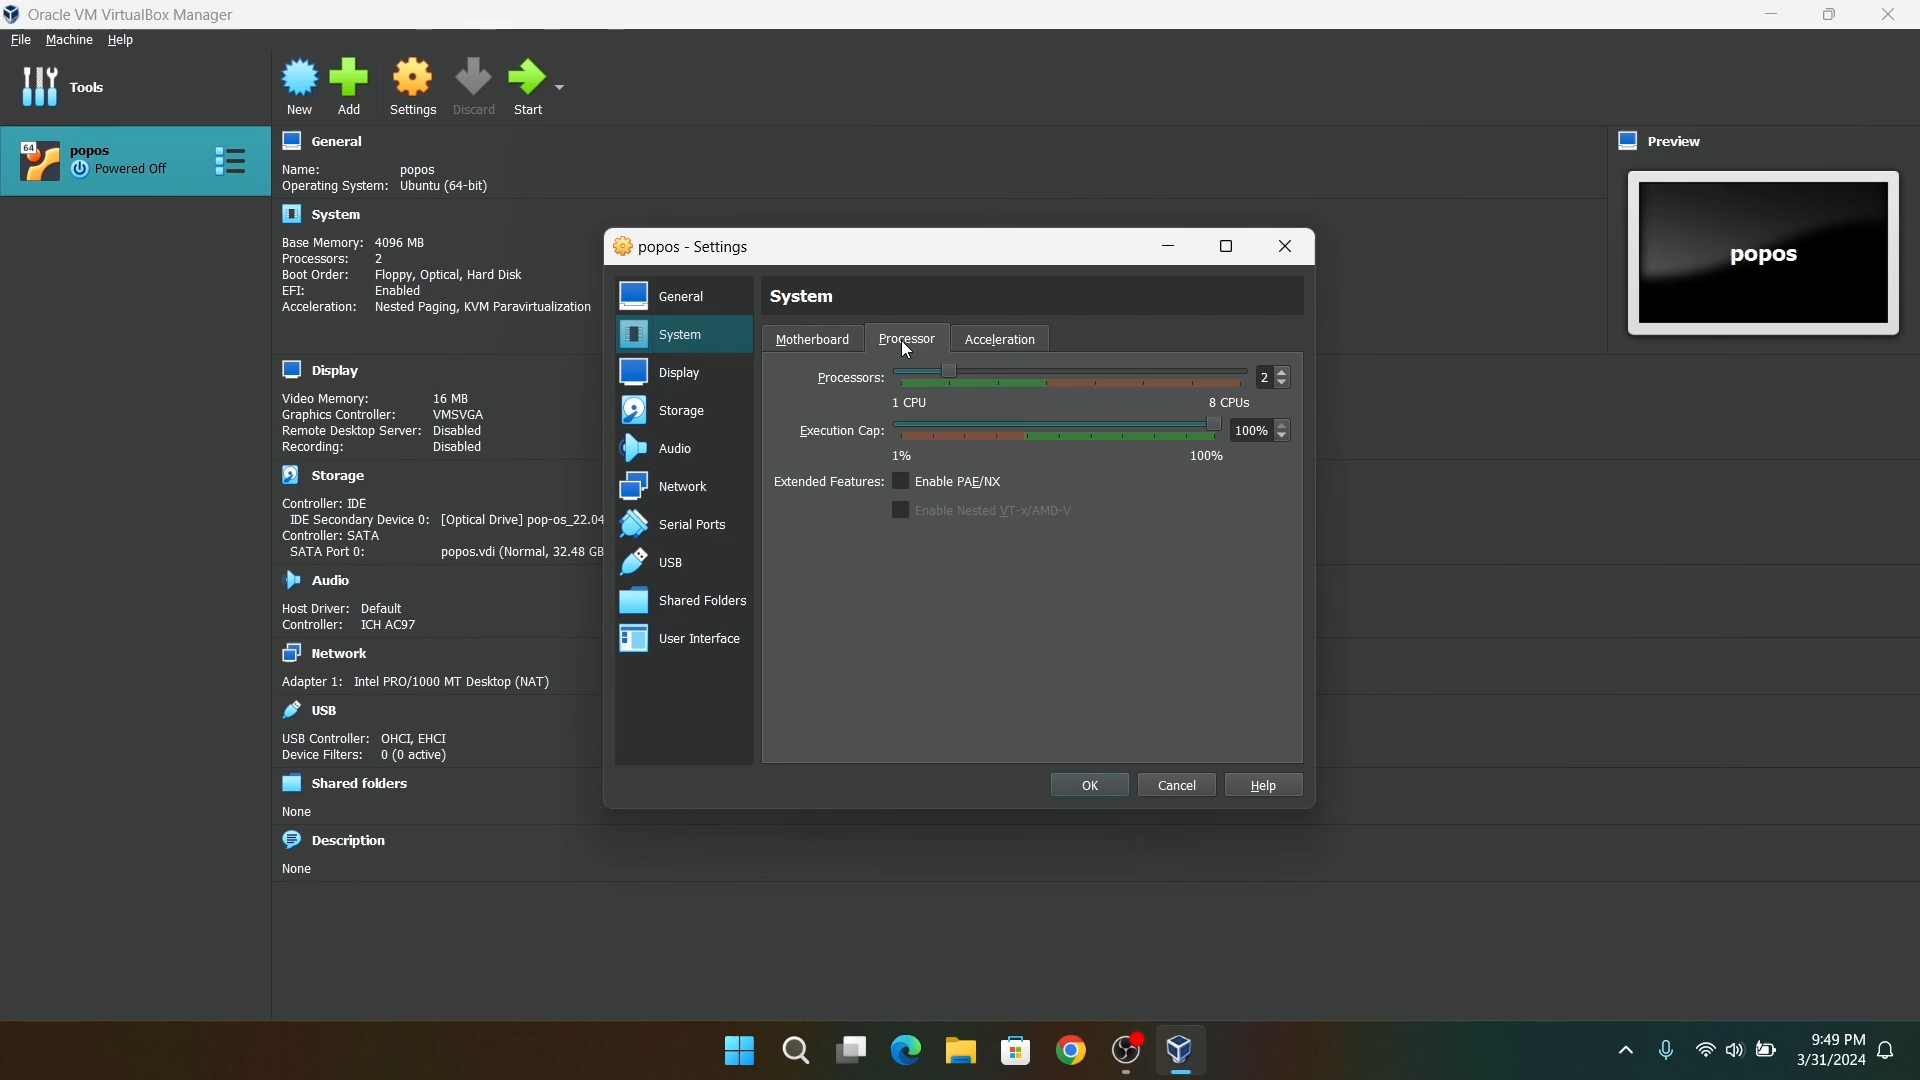 Oracle VM VirtualBox Manager
File Machine Help
Tools
New Add Settings Discard Start
64
popos
Powered Off
General
Name: popos
Operating System: Ubuntu (64-bit)
System
Base Memory: 4096 MB
Processors: 2
Boot Order: Floppy, Optical, Hard Disk
EFI: Enabled
Acceleration: Nested Paging, KVM Paravirtualization
Display
Video Memory: 16 MB
Graphics Controller: VMSVGA
Remote Desktop Server: Disabled
Recording: Disabled
Storage
Controller: IDE
IDE Secondary Device 0: [Optical Drive] pop-os_22.04
Controller: SATA
SATA Port 0: popos.vdi (Normal, 32.48 GB
Audio
Host Driver: Default
Controller: ICH AC97
Network
Adapter 1: Intel PRO/1000 MT Desktop (NAT)
USB
USB Controller: OHCI, EHCI
Device Filters: 0 (0 active)
Shared folders
None
Description
None
Preview
popos
popos - Settings
General
System
Display
Storage
Audio
Network
Serial Ports
USB
Shared Folders
User Interface
System
Motherboard Processor Acceleration
Processors: 2
1 CPU 8 CPUs
Execution Cap: 100%
1% 100%
Extended Features: Enable PAE/NX
Enable Nested VT-x/AMD-V
OK Cancel Help
9:49 PM
3/31/2024